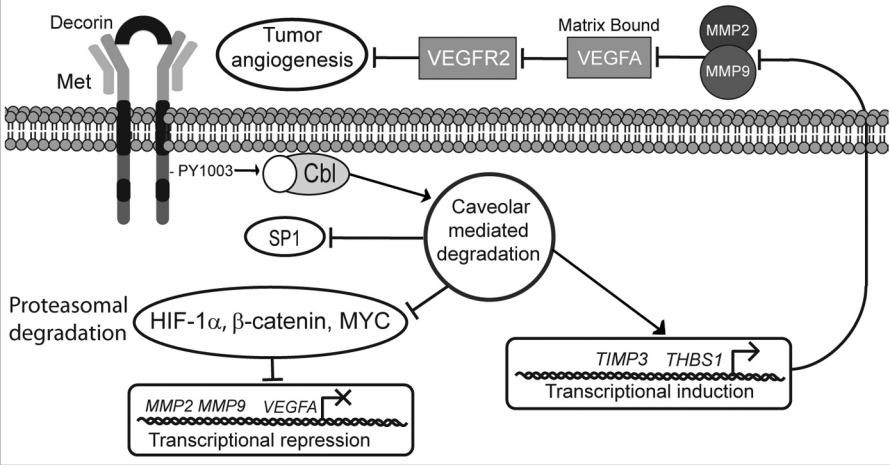 Decorin
Met
Tumor
angiogenesis
VEGFR2
Matrix Bound
VEGFA
MMP2
MMP9
PY1003
Cbl
Caveolar
mediated
degradation
SP1
Proteasomal
degradation
HIF-1α, β-catenin, MYC
TIMP3 THBS1
Transcriptional induction
MMP2 MMP9 VEGFA
Transcriptional repression